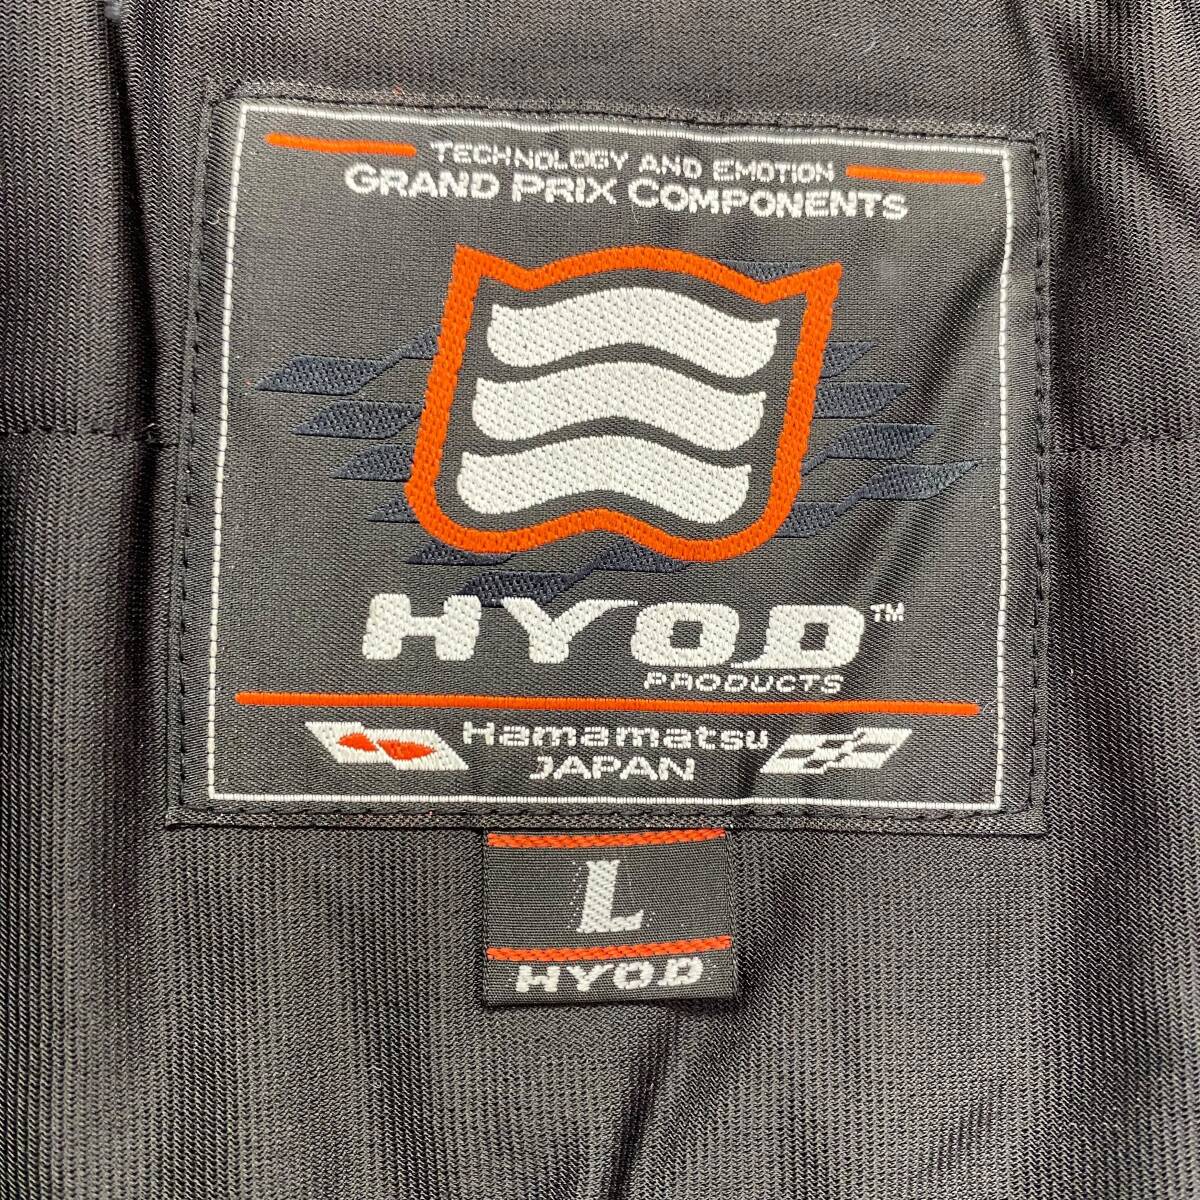 TECHNOLOGY AND EMOTION
GRAND PRIX COMPONENTS
HYOD™
PRODUCTS
Hamamatsu
JAPAN
L
HYOD